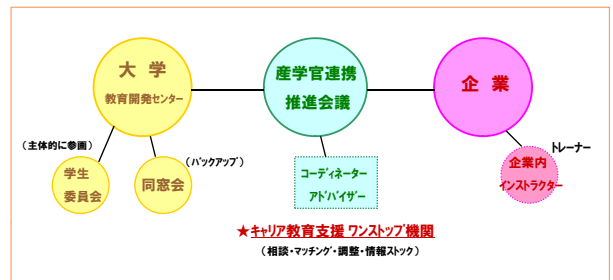 大 学
教育開発センター
産学官連携
推進会議
企 業
(主体的に参画)
学生
委員会
(バックアップ)
同窓会
コーディネーター
アドバイザー
トレーナー
企業内
インストラクター
★キャリア教育支援 ワンストップ機関
(相談・マッチング・調整・情報ストック)